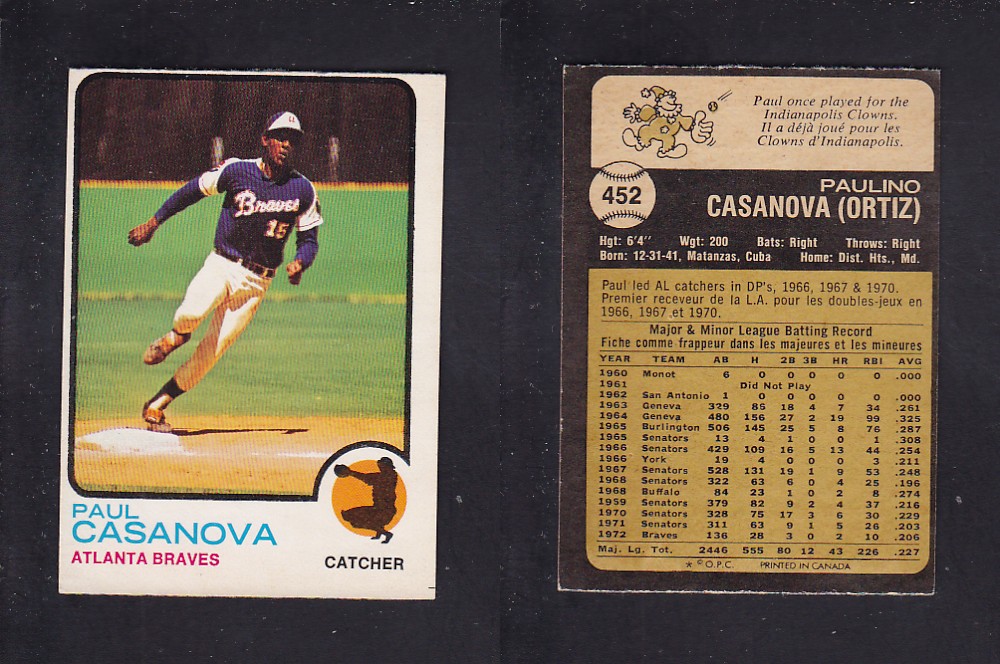 Braves
15
PAUL
CASANOVA
ATLANTA BRAVES
CATCHER
Paul once played for the
Indianapolis Clowns.
Il a déjà joué pour les
Clowns d'Indianapolis.
452
PAULINO
CASANOVA (ORTIZ)
Hgt: 6'4" Wgt: 200 Bats: Right Throws: Right
Born: 12-31-41, Matanzas, Cuba Home: Dist. Hts., Md.
Paul led AL catchers in DP's, 1966, 1967 & 1970.
Premier receveur de la L.A. pour les doubles-jeux en
1966, 1967 et 1970.
Major & Minor League Batting Record
Fiche comme frappeur dans les majeures et les mineures
YEAR TEAM AB H 2B 3B HR RBI AVG
1960 Monot 6 0 0 0 0 0 .000
1961 Did Not Play
1962 San Antonio 1 0 0 0 0 0 .000
1963 Geneva 329 86 18 4 7 34 .261
1964 Geneva 480 156 27 2 19 99 .325
1965 Burlington 506 145 25 5 8 76 .287
1965 Senators 13 4 1 0 0 1 .308
1966 Senators 429 109 16 5 13 44 .254
1966 York 19 4 0 0 0 3 .211
1967 Senators 528 131 19 1 9 53 .248
1968 Senators 322 63 6 0 4 25 .196
1968 Buffalo 84 23 1 0 2 8 .274
1969 Senators 379 82 9 2 4 37 .216
1970 Senators 328 75 17 3 6 30 .229
1971 Senators 311 63 9 1 5 26 .203
1972 Braves 136 28 3 0 2 10 .206
Maj. Lg. Tot. 2446 555 80 12 43 226 .227
* © O.P.C. PRINTED IN CANADA